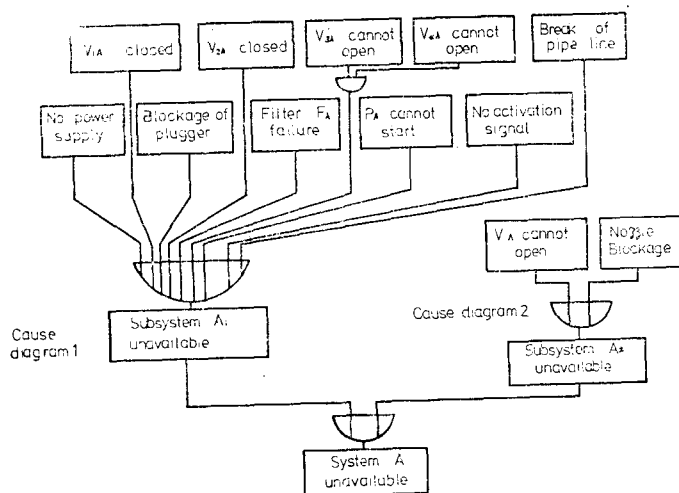 V1A closed
V2A closed
V3A cannot
open
V4A cannot
open
Break of
pipe line
No power
supply
Blockage of
plugger
Filter FA
failure
PA cannot
start
No activation
signal
V A cannot
open
Nozzle
Blockage
Cause
diagram 1
Subsystem A1
unavailable
Cause diagram 2
Subsystem A2
unavailable
System A
unavailable